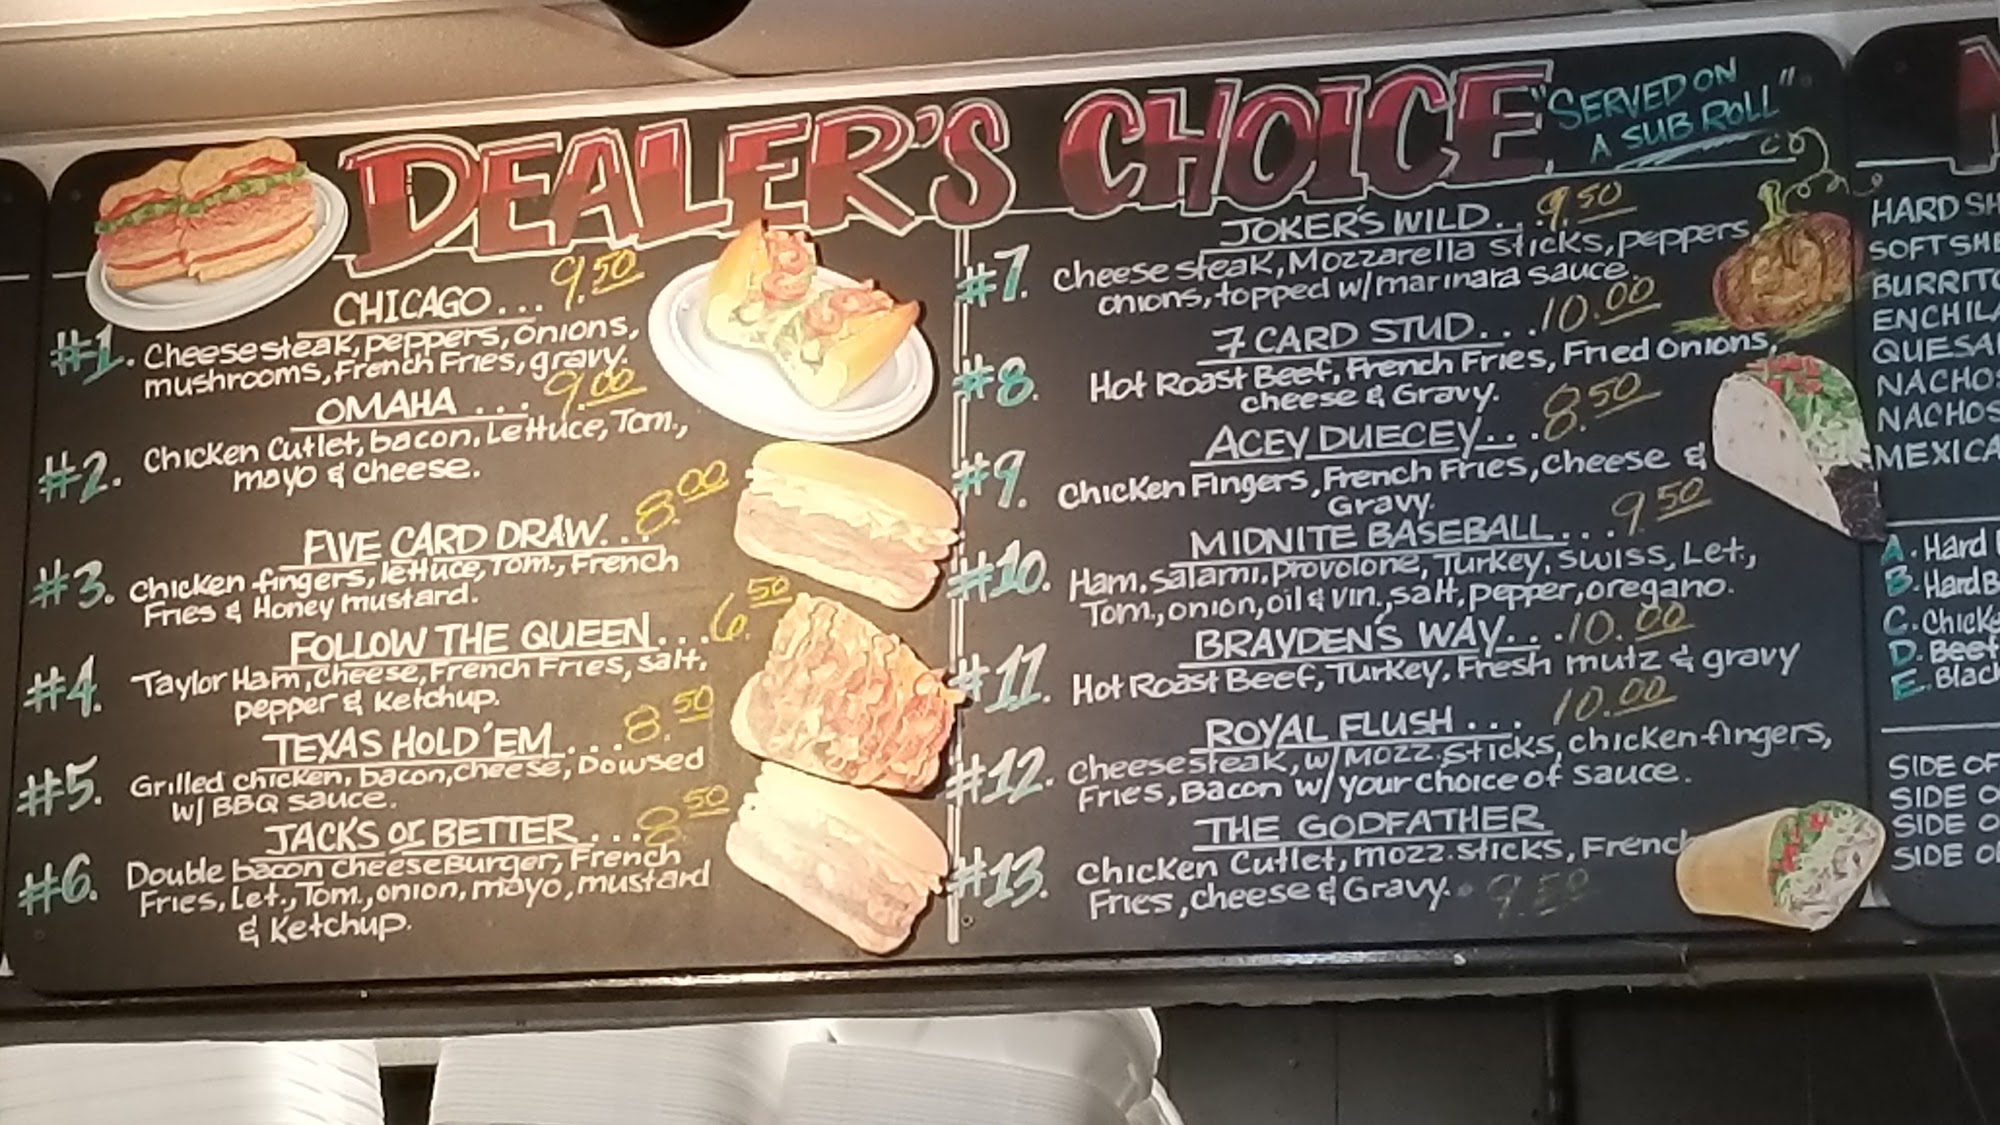 DEALER'S CHOICE
"SERVED ON
A SUB ROLL"
CHICAGO... 9.50
#1. Cheesesteak, peppers, onions,
mushrooms, French Fries, gravy.
OMAHA... 9.00
#2. Chicken Cutlet, bacon, Lettuce, Tom.,
mayo & cheese.
FIVE CARD DRAW... 8.00
#3. Chicken fingers, lettuce, Tom., French
Fries & Honey mustard.
FOLLOW THE QUEEN... 6.50
#4. Taylor Ham, Cheese, French Fries, salt,
pepper & Ketchup.
TEXAS HOLD'EM... 8.50
#5. Grilled chicken, bacon, cheese, Dowsed
w/ BBQ sauce.
JACK'S or BETTER... 8.50
#6. Double bacon cheeseBurger, French
Fries, Let., Tom., onion, mayo, mustard
& Ketchup.
JOKER'S WILD... 9.50
#7. cheese steak, Mozzarella sticks, peppers
onions, topped w/marinara sauce.
7 CARD STUD... 10.00
#8. Hot Roast Beef, French Fries, Fried onions,
cheese & Gravy.
ACEY DUECEY... 8.50
#9. Chicken Fingers, French Fries, cheese &
Gravy.
MIDNITE BASEBALL... 9.50
#10. Ham, salami, provolone, Turkey, swiss, Let.,
Tom., onion, oil & vin., salt, pepper, oregano.
BRAYDEN'S WAY... 10.00
#11. Hot Roast Beef, Turkey, Fresh mutz & gravy
ROYAL FLUSH... 10.00
#12. cheesesteak, w/Mozz. sticks, chicken fingers,
Fries, Bacon w/your choice of sauce.
THE GODFATHER
#13. Chicken Cutlet, mozz. sticks, French
Fries, cheese & Gravy. 9.50
HARD
SOFT
NACHOS
NACHOS
A. Hard
B. Hard
C.
D. Beef
E.
SIDE OF
SIDE
SIDE
SIDE